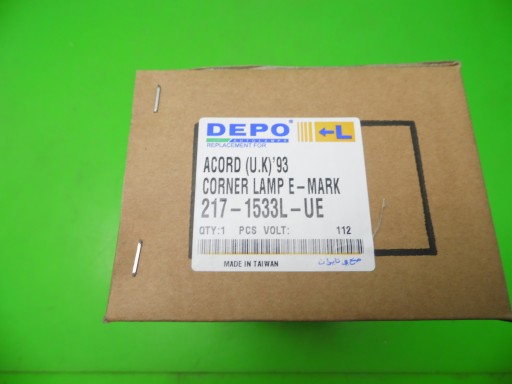 DEPO ®
AUTOLAMPS
←L
REPLACEMENT FOR
ACORD (U.K)'93
CORNER LAMP E-MARK
217-1533L-UE
QTY:1 PCS VOLT: 112
MADE IN TAIWAN